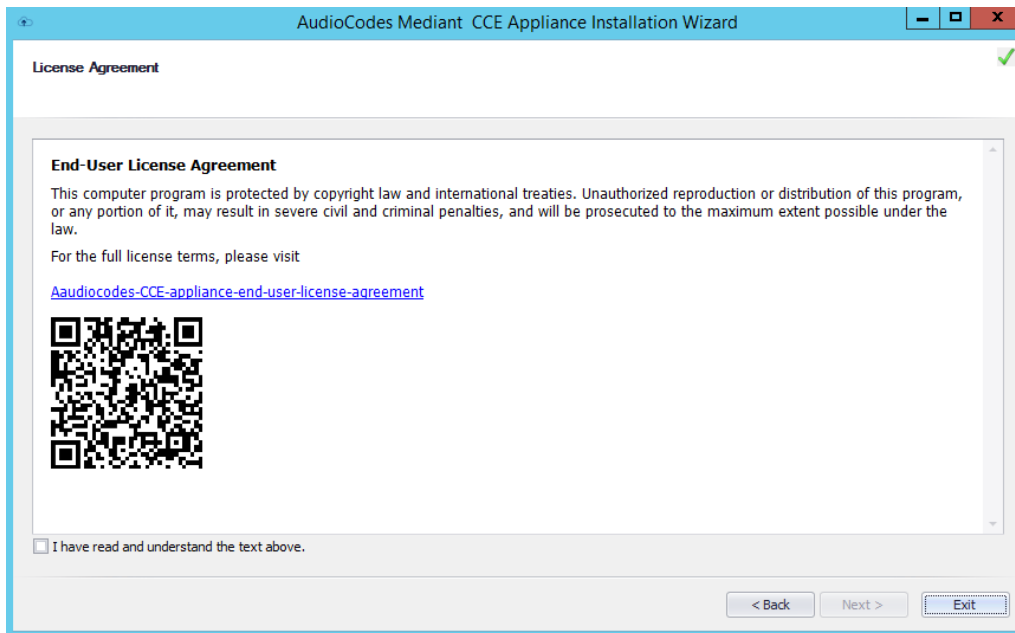 AudioCodes Mediant CCE Appliance Installation Wizard
License Agreement
End-User License Agreement
This computer program is protected by copyright law and international treaties. Unauthorized reproduction or distribution of this program,
or any portion of it, may result in severe civil and criminal penalties, and will be prosecuted to the maximum extent possible under the
law.
For the full license terms, please visit
Aaudiocodes-CCE-appliance-end-user-license-agreement
I have read and understand the text above.
< Back Next > Exit